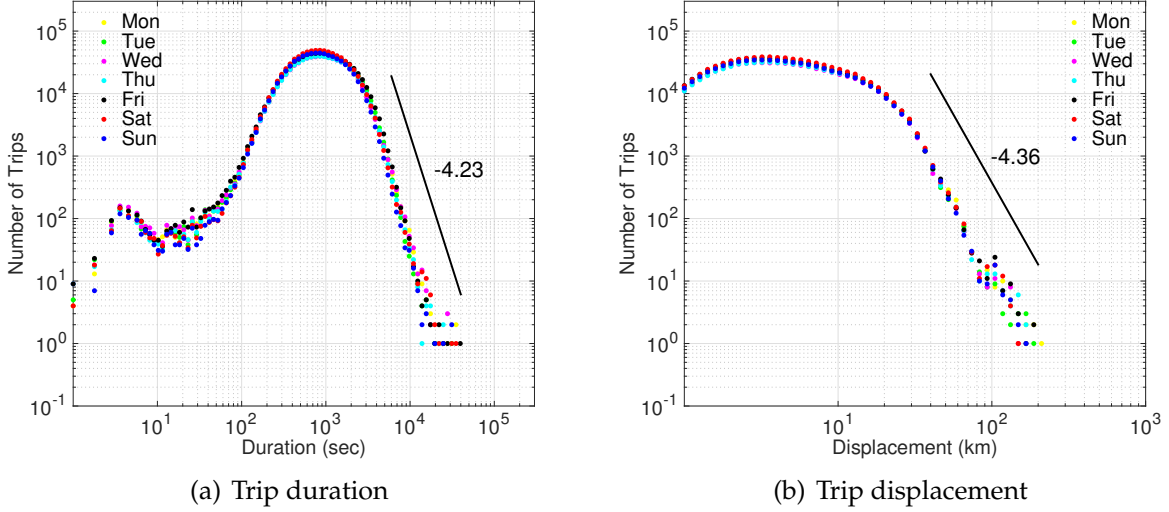 10^5
10^4
10^3
10^2
10^1
10^0
10^-1
Number of Trips
Mon
Tue
Wed
Thu
Fri
Sat
Sun
-4.23
10^1 10^2 10^3 10^4 10^5
Duration (sec)
(a) Trip duration
10^5
10^4
10^3
10^2
10^1
10^0
10^-1
Number of Trips
Mon
Tue
Wed
Thu
Fri
Sat
Sun
-4.36
10^1 10^2 10^3
Displacement (km)
(b) Trip displacement